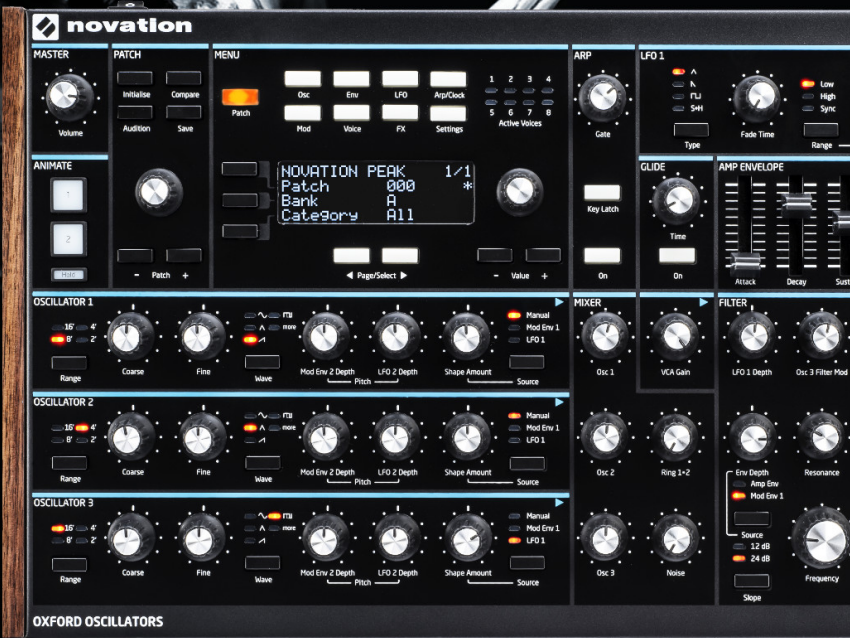 novation
MASTER
PATCH
MENU
ARP
LFO 1
Initialise
Compare
Audition
Save
Volume
Patch
Osc
Env
LFO
Arp/Clock
Mod
Voice
FX
Settings
1 2 3 4
5 6 7 8
Active Voices
Gate
Λ
S+H
Type
Fade Time
Low
High
Sync
Range
ANIMATE
1
2
Hold
- Patch +
NOVATION PEAK 1/1
Patch 000 *
Bank A
Category All
◀ Page/Select ▶
- Value +
Key Latch
On
GLIDE
Time
On
AMP ENVELOPE
Attack
Decay
Sust
OSCILLATOR 1
16' 4'
8' 2'
Range
Coarse
Fine
more
Wave
Mod Env 2 Depth
LFO 2 Depth
Pitch
Shape Amount
Manual
Mod Env 1
LFO 1
Source
MIXER
Osc 1
VCA Gain
FILTER
LFO 1 Depth
Osc 3 Filter Mod
OSCILLATOR 2
16' 4'
8' 2'
Range
Coarse
Fine
more
Wave
Mod Env 2 Depth
LFO 2 Depth
Pitch
Shape Amount
Manual
Mod Env 1
LFO 1
Source
Osc 2
Ring 1*2
Env Depth
Resonance
Amp Env
Mod Env 1
Source
OSCILLATOR 3
16' 4'
8' 2'
Range
Coarse
Fine
more
Wave
Mod Env 2 Depth
LFO 2 Depth
Pitch
Shape Amount
Manual
Mod Env 1
LFO 1
Source
Osc 3
Noise
12 dB
24 dB
Slope
Frequency
OXFORD OSCILLATORS